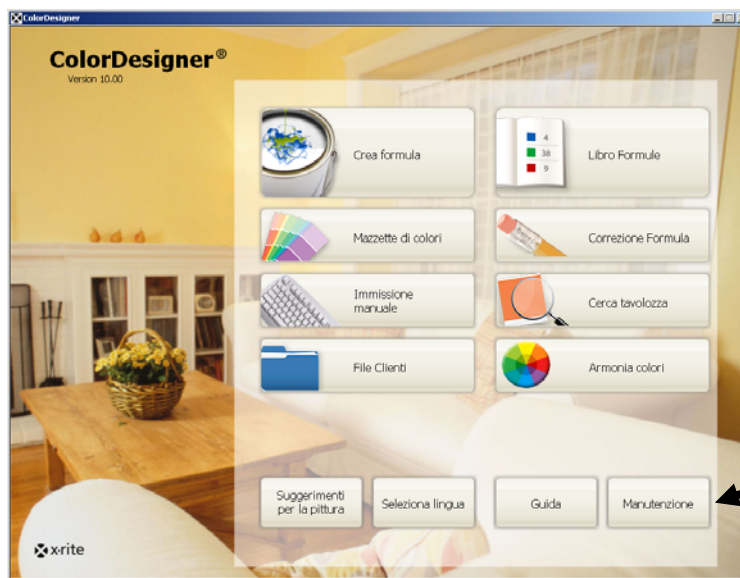 ColorDesigner
ColorDesigner®
Version 10.00
Crea formula
4
38
9
Libro Formule
Mazzette di colori
Correzione Formula
Immissione
manuale
Cerca tavolozza
File Clienti
Armonia colori
Suggerimenti
per la pittura
Seleziona lingua
Guida
Manutenzione
x·rite